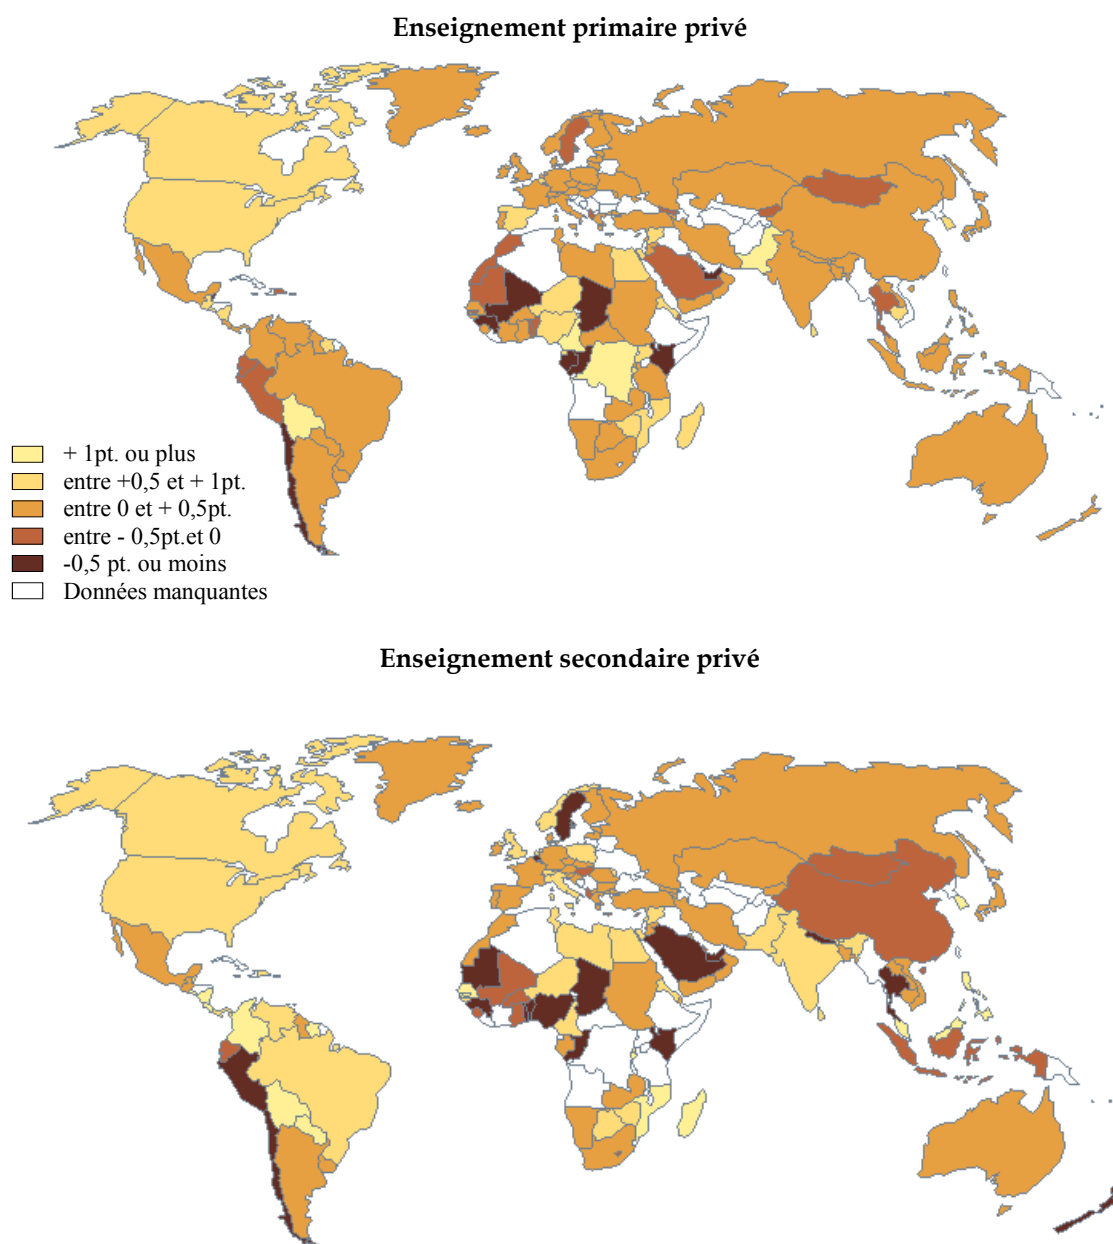 Enseignement primaire privé
+ 1pt. ou plus
entre +0,5 et + 1pt.
entre 0 et + 0,5pt.
entre - 0,5pt.et 0
-0,5 pt. ou moins
Données manquantes
Enseignement secondaire privé